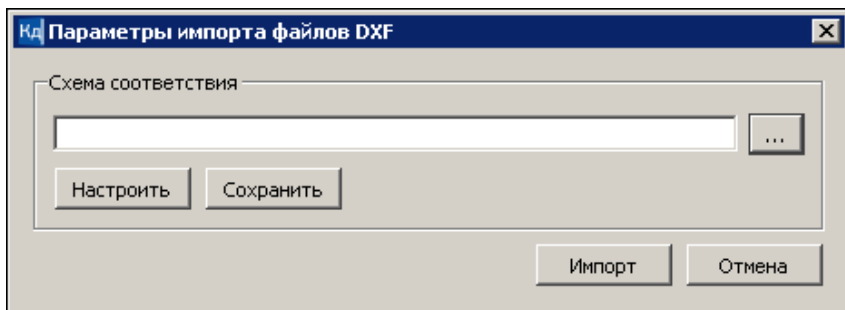 Кд Параметры импорта файлов DXF
Схема соответствия
...
Настроить Сохранить
Импорт Отмена